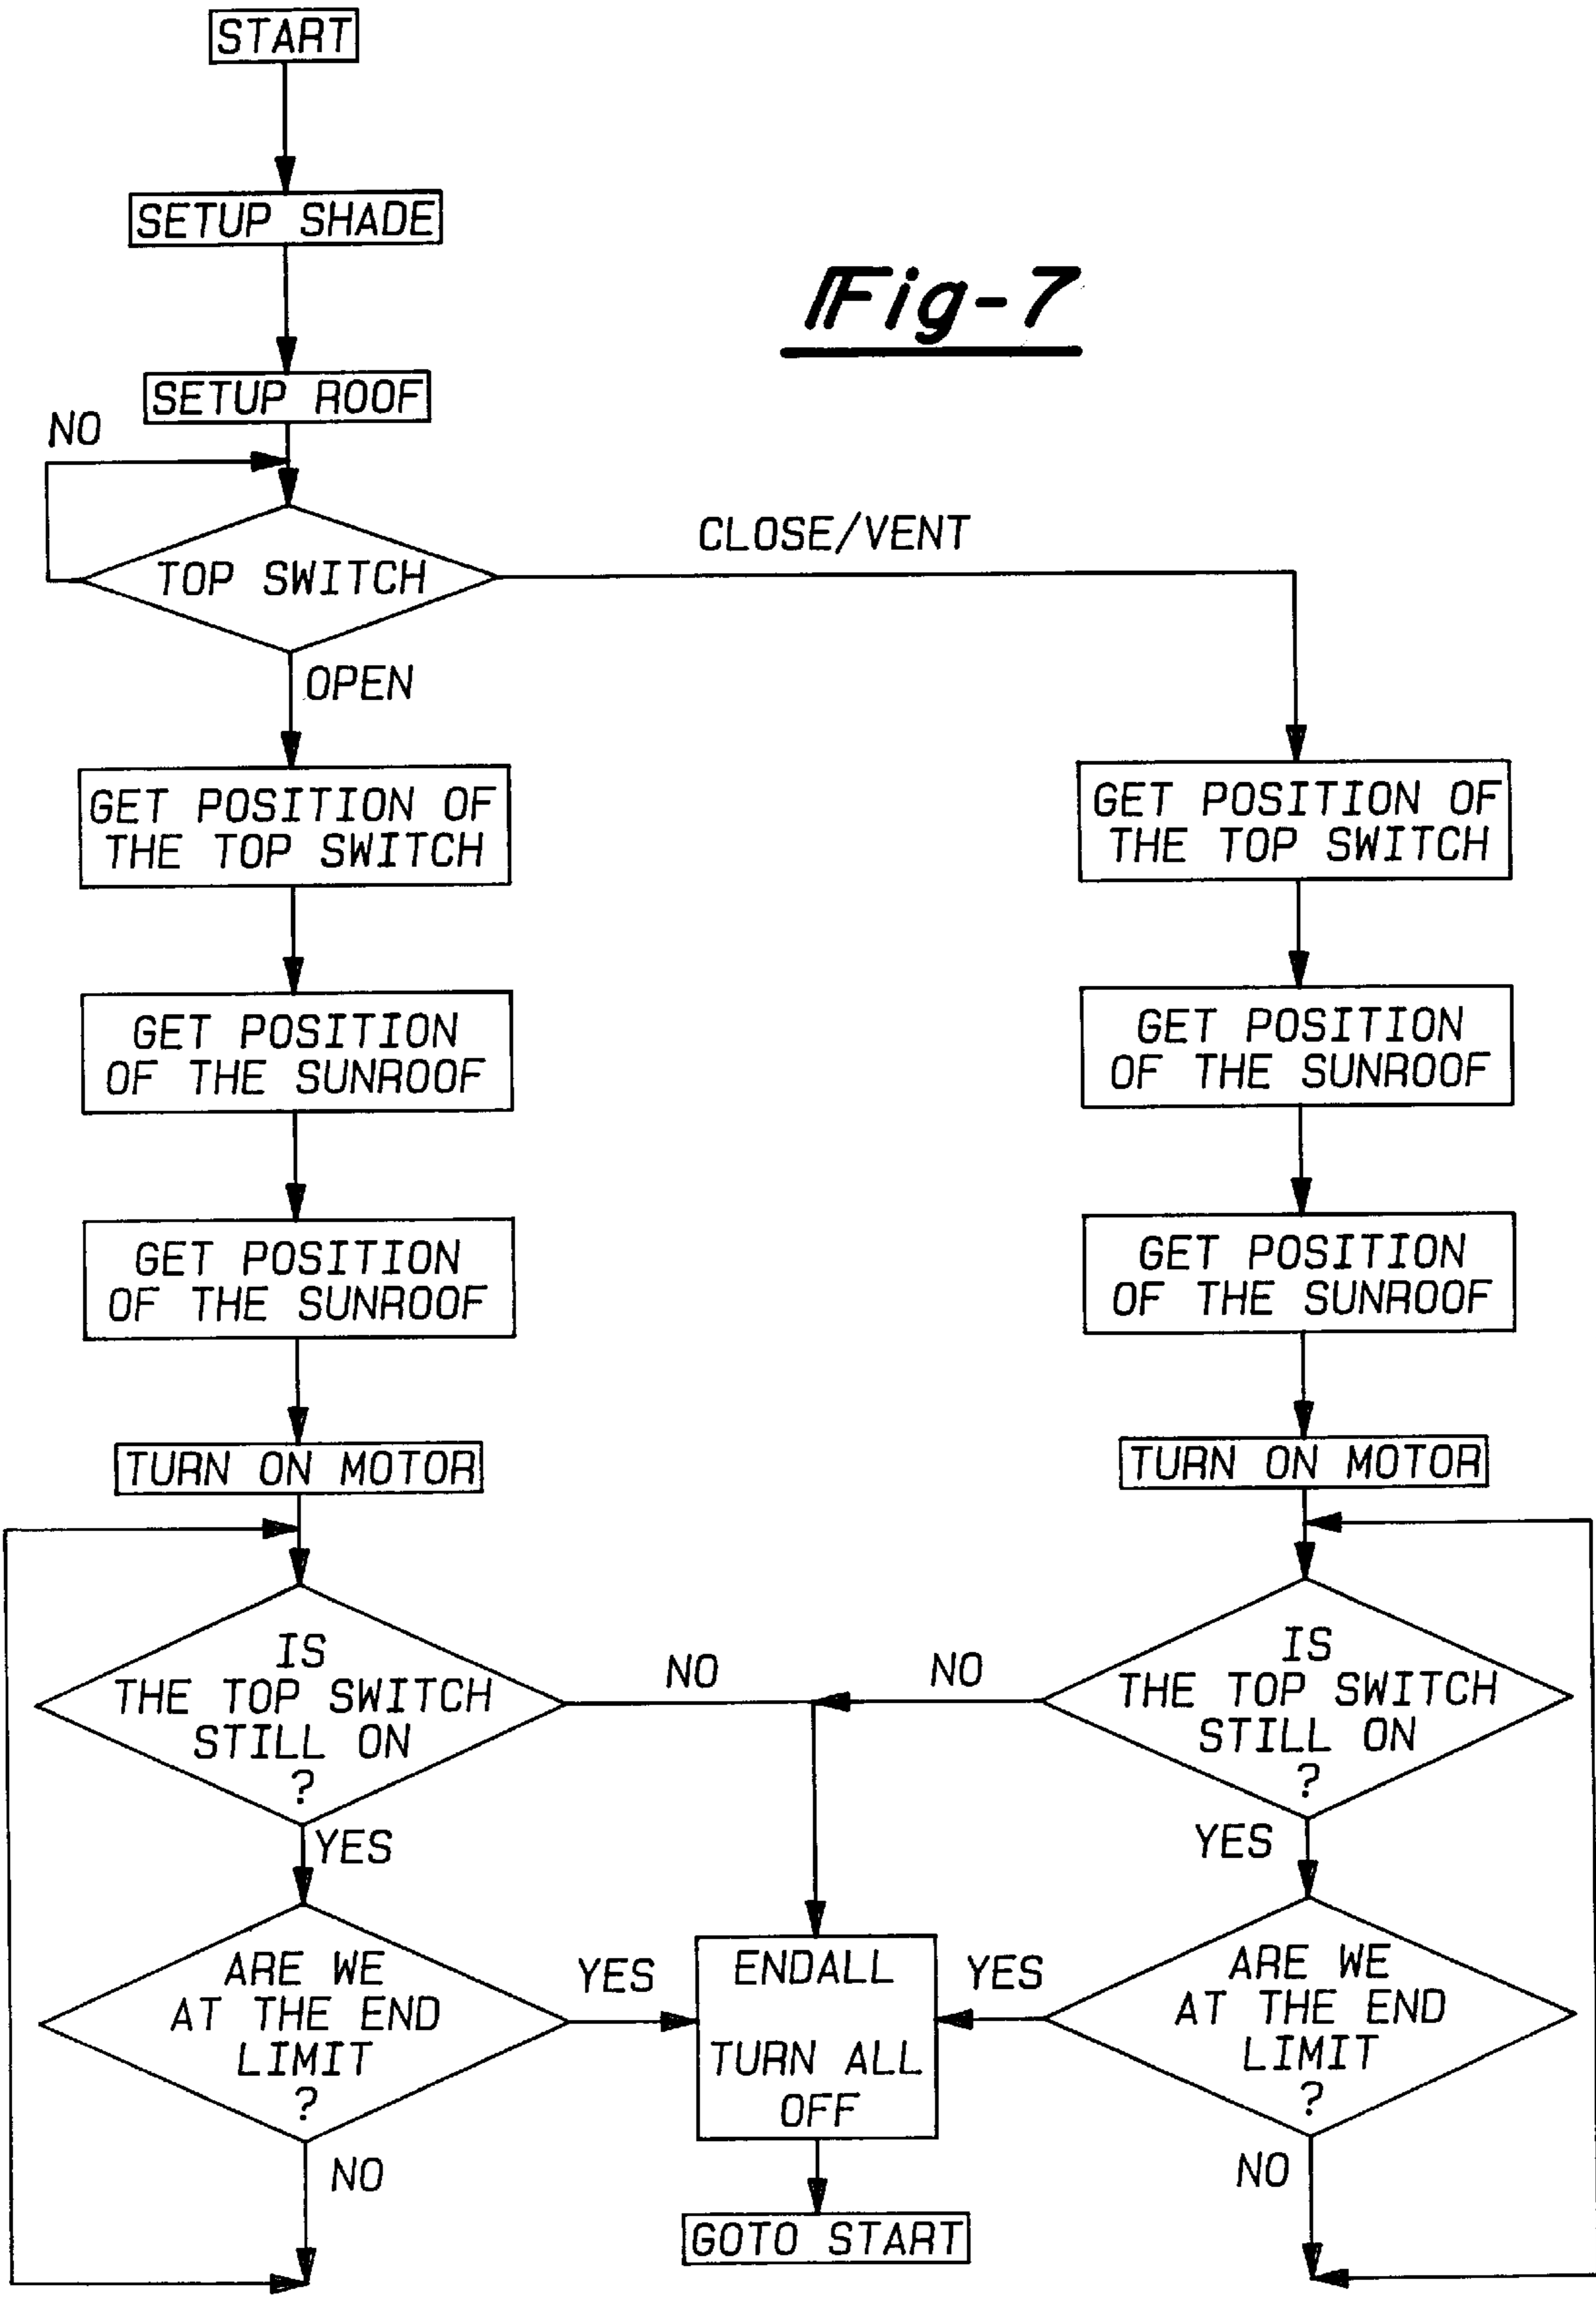 START
SETUP SHADE
Fig-7
SETUP ROOF
NO
TOP SWITCH
CLOSE/VENT
OPEN
GET POSITION OF
THE TOP SWITCH
GET POSITION
OF THE SUNROOF
GET POSITION
OF THE SUNROOF
TURN ON MOTOR
IS
THE TOP SWITCH
STILL ON
?
NO
YES
ARE WE
AT THE END
LIMIT
?
YES
NO
GET POSITION OF
THE TOP SWITCH
GET POSITION
OF THE SUNROOF
GET POSITION
OF THE SUNROOF
TURN ON MOTOR
IS
THE TOP SWITCH
STILL ON
?
NO
YES
ARE WE
AT THE END
LIMIT
?
YES
NO
ENDALL
TURN ALL
OFF
GOTO START